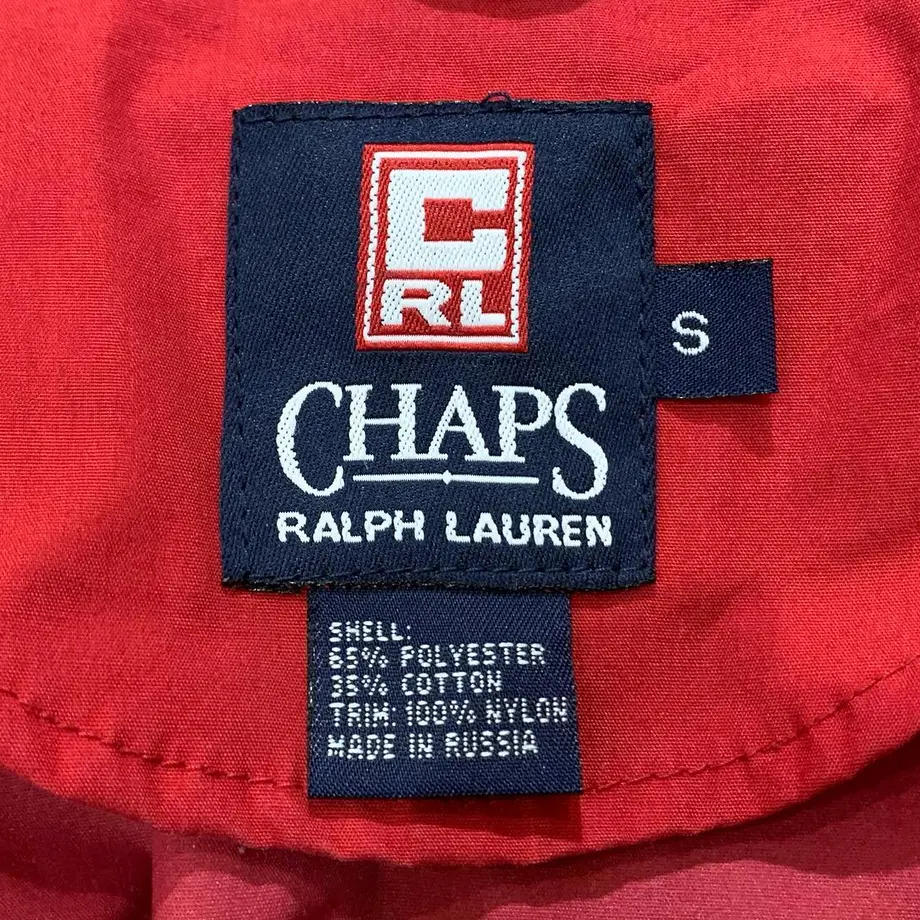 C
RL
CHAPS
RALPH LAUREN
S
SHELL:
65% POLYESTER
35% COTTON
TRIM: 100% NYLON
MADE IN RUSSIA